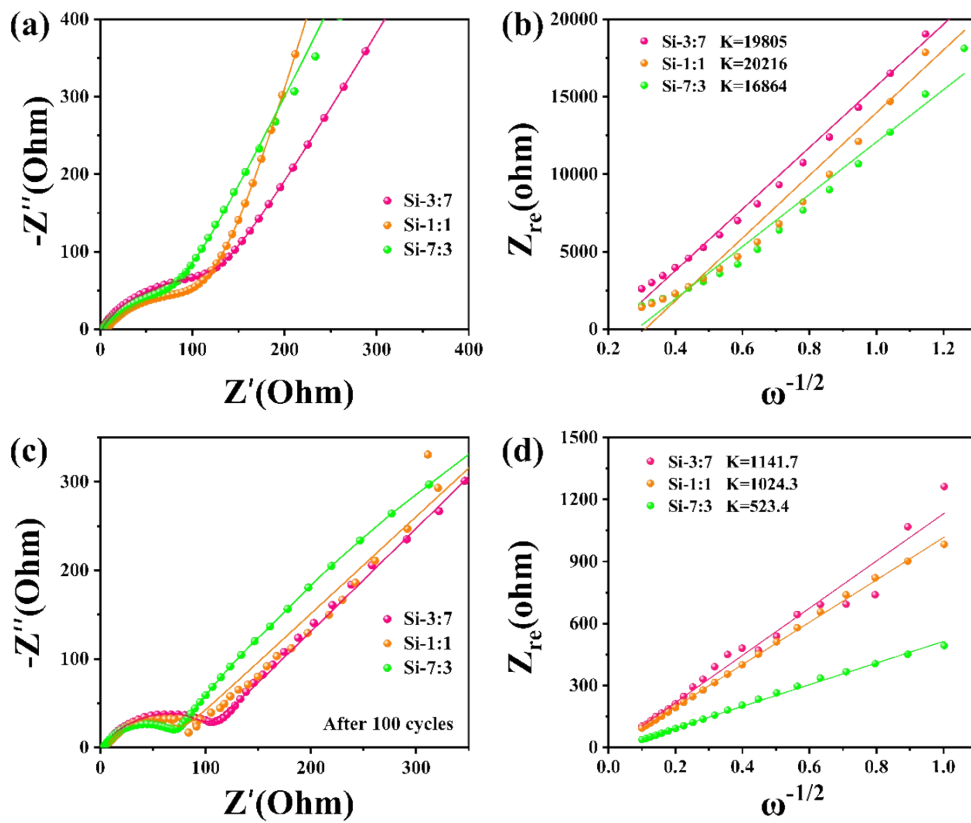 (a)
400
300
200
100
0
-Z''(Ohm)
Si-3:7
Si-1:1
Si-7:3
0 100 200 300 400
Z'(Ohm)
(b)
20000
15000
10000
5000
0
Zre(ohm)
Si-3:7 K=19805
Si-1:1 K=20216
Si-7:3 K=16864
0.2 0.4 0.6 0.8 1.0 1.2
ω-1/2
(c)
300
200
100
0
-Z''(Ohm)
Si-3:7
Si-1:1
Si-7:3
After 100 cycles
0 100 200 300
Z'(Ohm)
(d)
1500
1200
900
600
300
0
Zre(ohm)
Si-3:7 K=1141.7
Si-1:1 K=1024.3
Si-7:3 K=523.4
0.0 0.2 0.4 0.6 0.8 1.0
ω-1/2